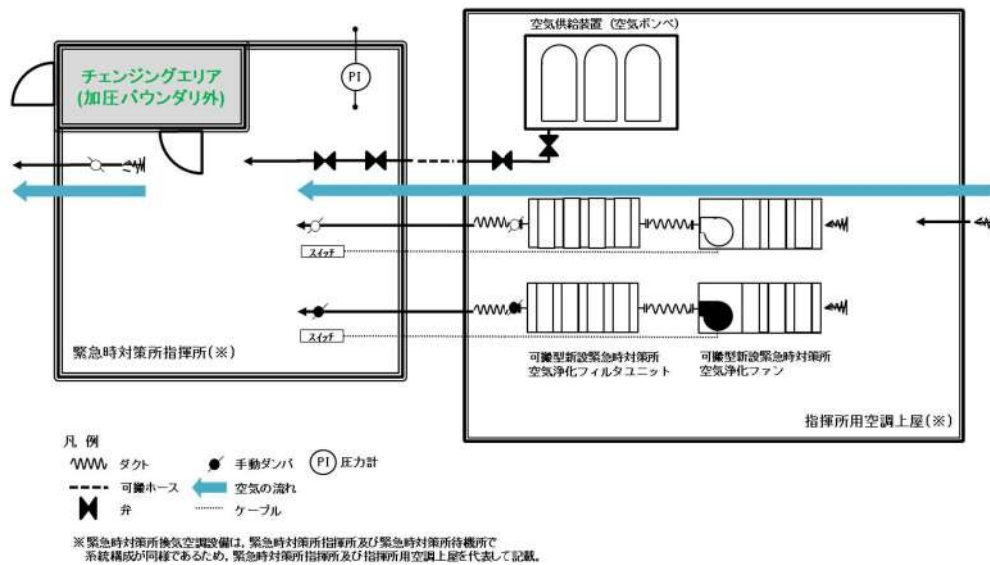 空気供給装置（空気ボンベ）
チェンジングエリア
(加圧バウンダリ外)
PI
スイッチ
スイッチ
緊急時対策所指揮所(※)
可搬型新設緊急時対策所
空気浄化フィルタユニット
可搬型新設緊急時対策所
空気浄化ファン
指揮所用空調上屋(※)
凡 例
ダクト
手動ダンパ
PI 圧力計
可搬ホース
空気の流れ
弁
ケーブル
※緊急時対策所換気空調設備は，緊急時対策所指揮所及び緊急時対策所待機所で
系統構成が同様であるため，緊急時対策所指揮所及び指揮所用空調上屋を代表して記載。